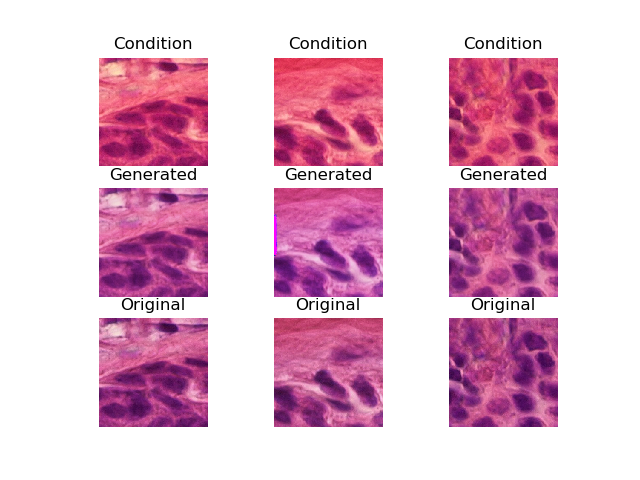 Condition Condition Condition
Generated Generated Generated
Original Original Original